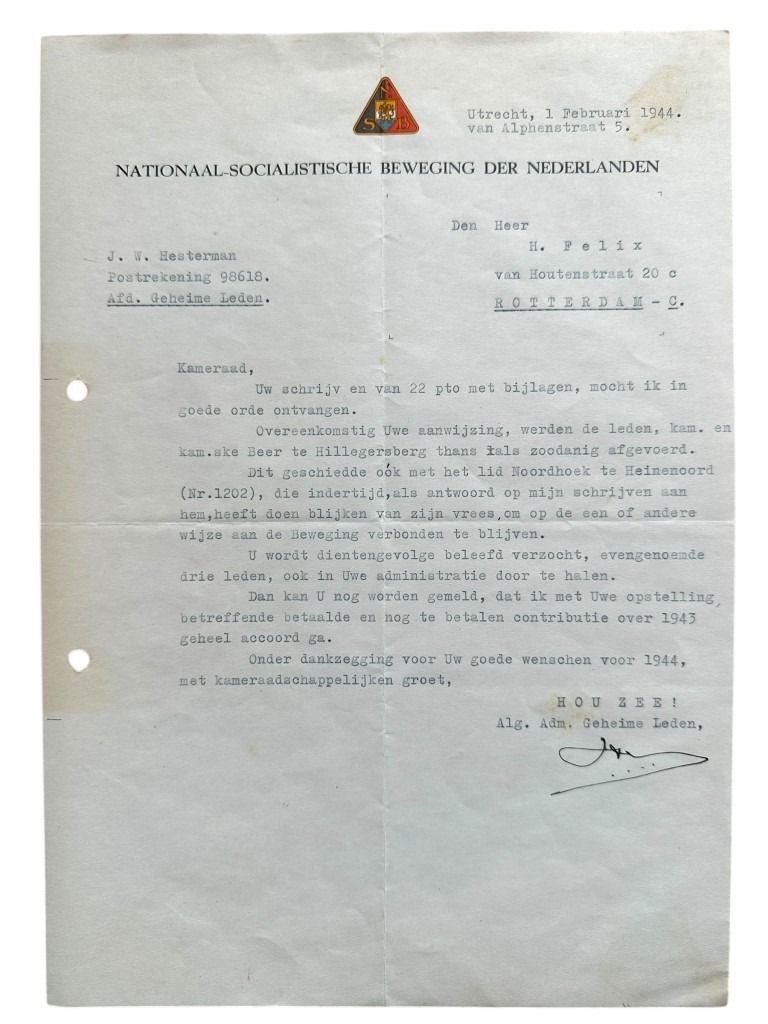 N
S B
Utrecht, 1 Februari 1944.
van Alphenstraat 5.
NATIONAAL-SOCIALISTISCHE BEWEGING DER NEDERLANDEN
Den Heer
H. F e l i x
van Houtenstraat 20 c
R O T T E R D A M - C.
J. W. Hesterman
Postrekening 98618.
Afd. Geheime Leden.
Kameraad,
Uw schrijv en van 22 pto met bijlagen, mocht ik in
goede orde ontvangen.
Overeenkomstig Uwe aanwijzing, werden de leden, kam. en
kam.ske Beer te Hillegersberg thans als zoodanig afgevoerd.
Dit geschiedde oók met het lid Noordhoek te Heinenoord
(Nr.1202), die indertijd,als antwoord op mijn schrijven aan
hem,heeft doen blijken van zijn vrees,om op de een of andere
wijze aan de Beweging verbonden te blijven.
U wordt dientengevolge beleefd verzocht, evengenoemde
drie leden, ook in Uwe administratie door te halen.
Dan kan U nog worden gemeld, dat ik met Uwe opstelling,
betreffende betaalde en nog te betalen contributie over 1943
geheel accoord ga.
Onder dankzegging voor Uw goede wenschen voor 1944,
met kameraadschappelijken groet,
H O U  Z E E !
Alg. Adm. Geheime Leden,